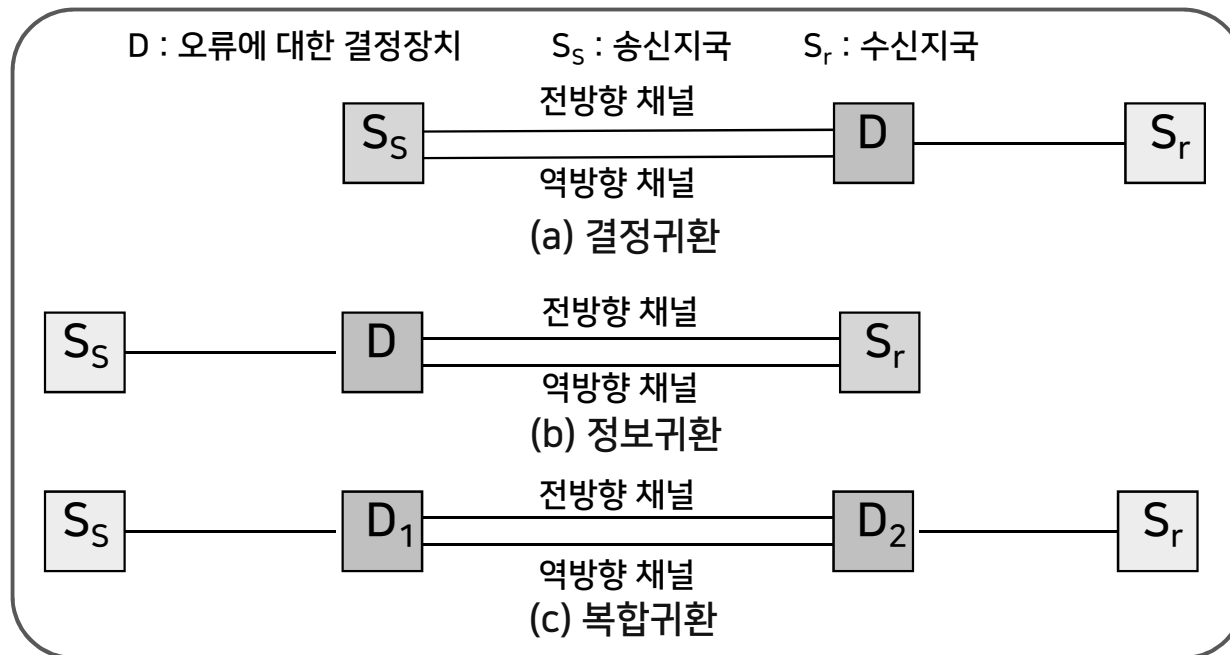 D : 오류에 대한 결정장치 S_S : 송신지국 S_r : 수신지국
전방향 채널
S_S D S_r
역방향 채널
(a) 결정귀환
전방향 채널
S_S D S_r
역방향 채널
(b) 정보귀환
전방향 채널
S_S D_1 D_2 S_r
역방향 채널
(c) 복합귀환